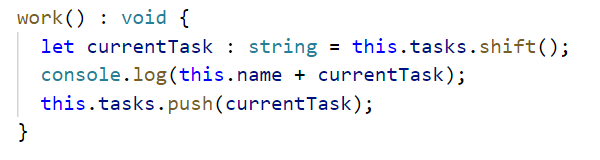 work() : void {
  let currentTask : string = this.tasks.shift();
  console.log(this.name + currentTask);
  this.tasks.push(currentTask);
}